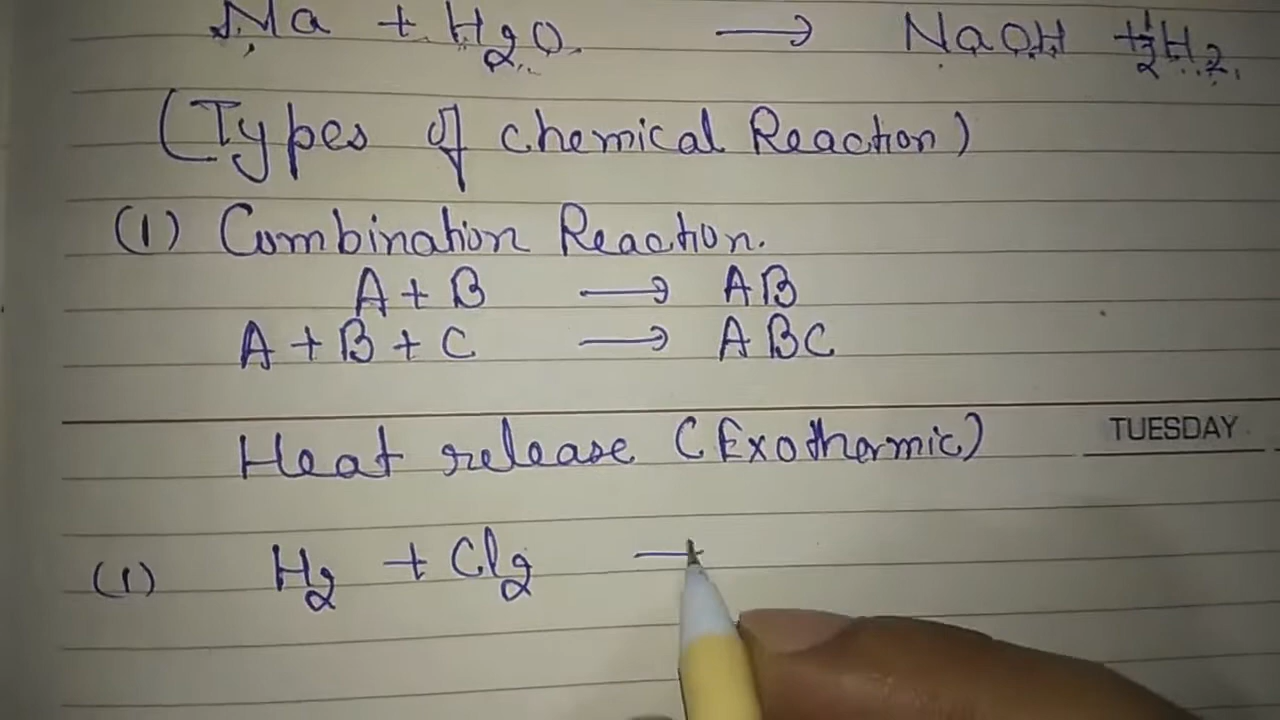 Na + H2O. → NaOH + 1/2 H2.
(Types of chemical Reaction)
(1) Combination Reaction.
A + B → AB
A + B + C → ABC
TUESDAY
Heat release (Exothermic)
(1) H2 + Cl2 →